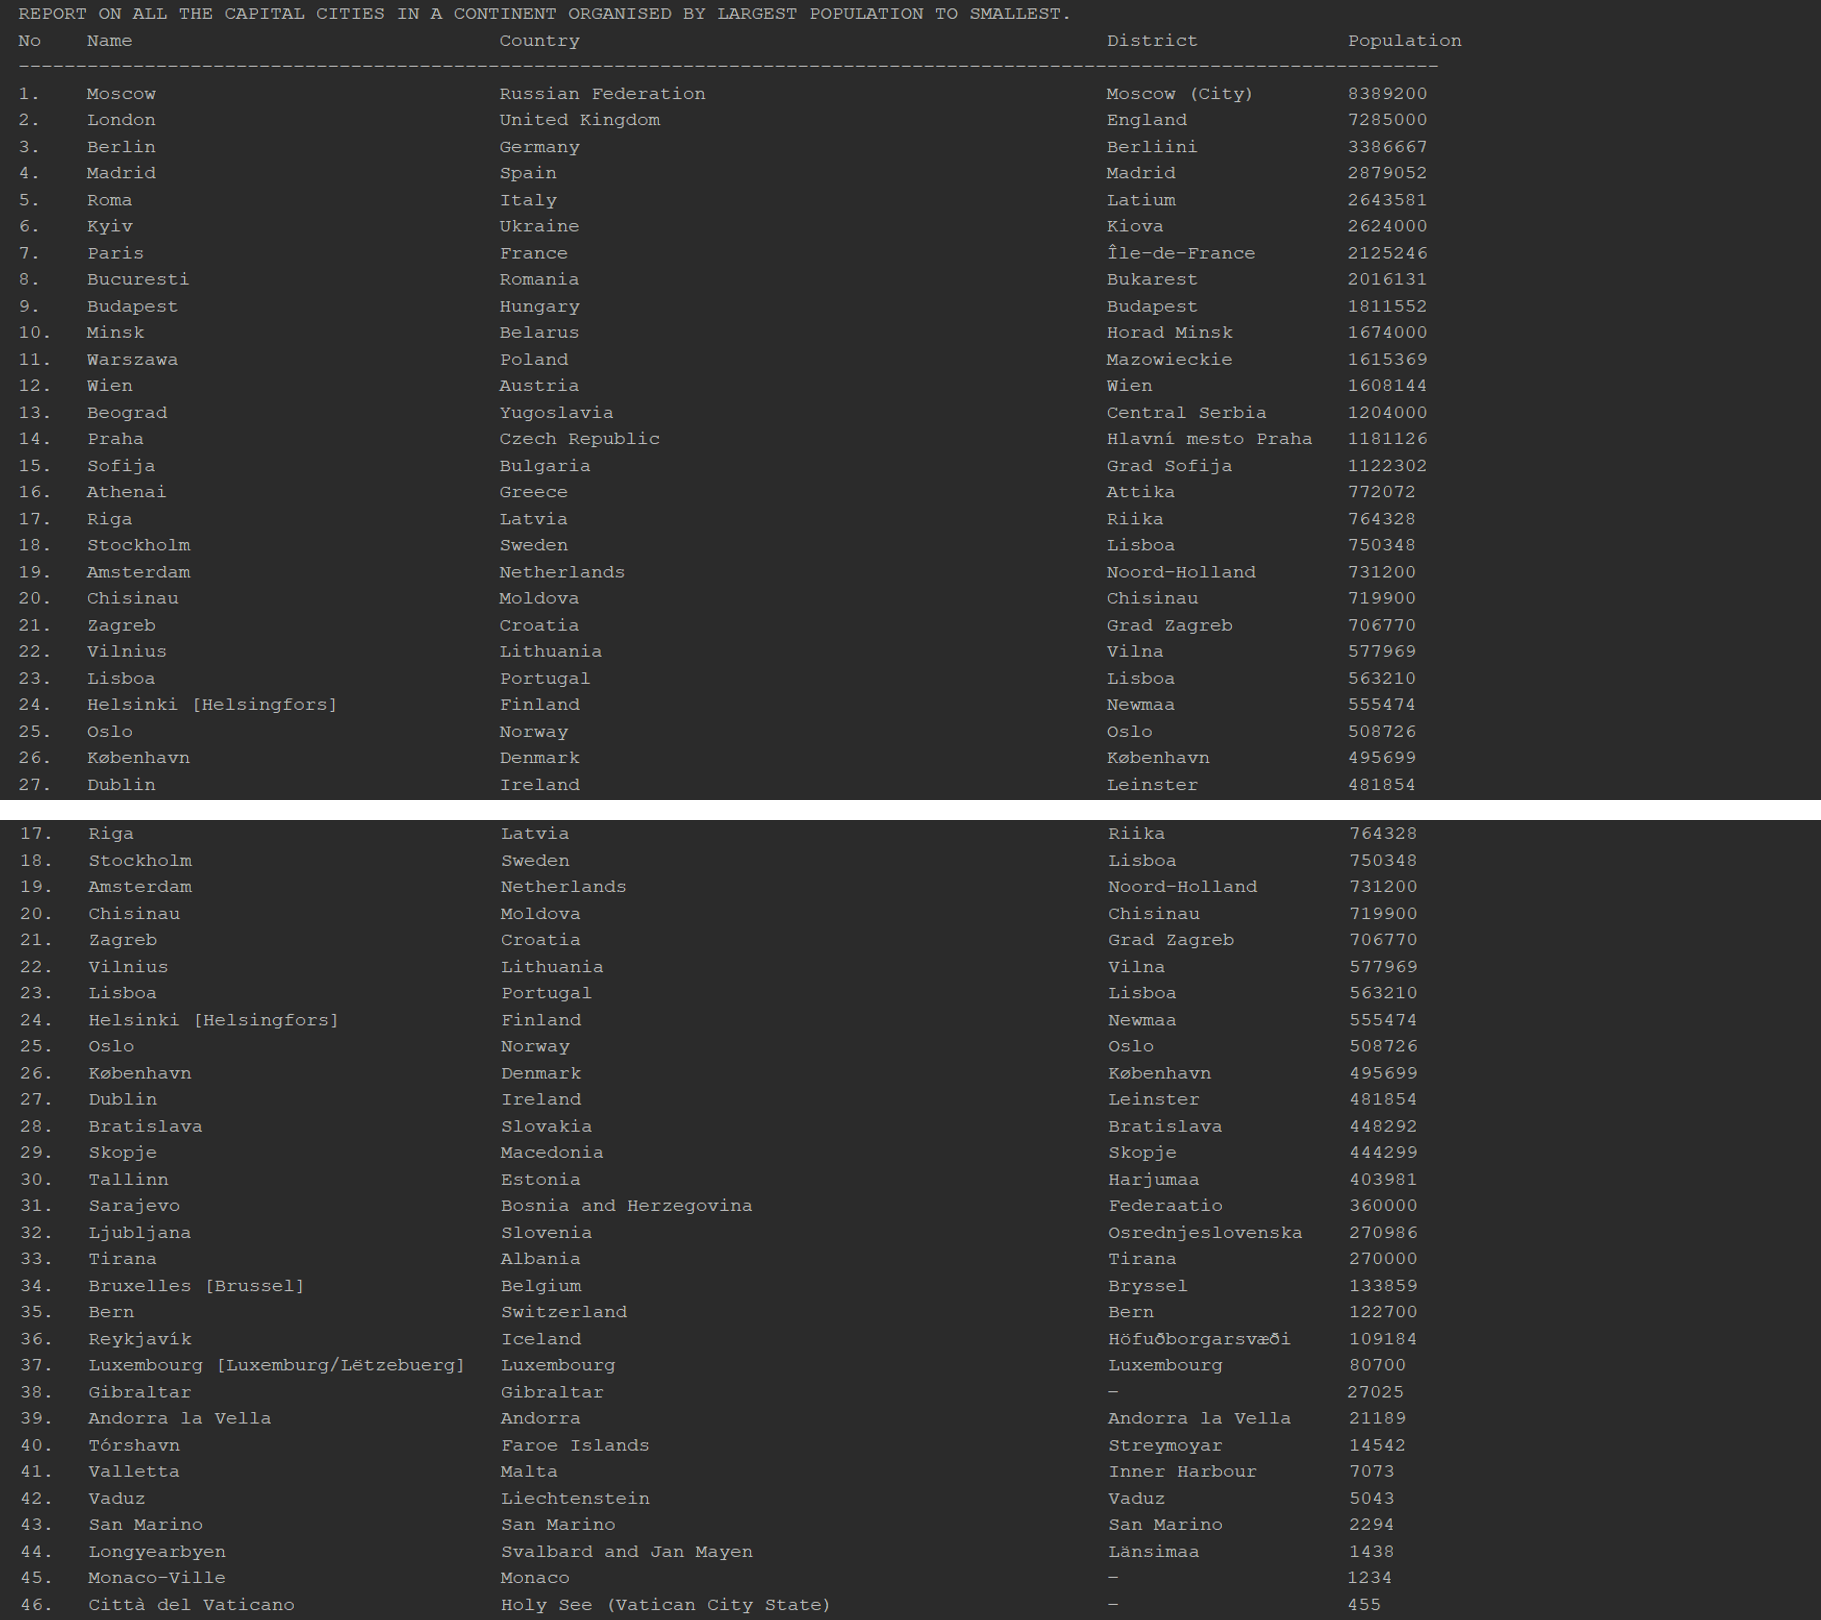 REPORT ON ALL THE CAPITAL CITIES IN A CONTINENT ORGANISED BY LARGEST POPULATION TO SMALLEST.
No Name Country District Population
----------------------------------------------------------------------------------------------------------------------------
1. Moscow Russian Federation Moscow (City) 8389200
2. London United Kingdom England 7285000
3. Berlin Germany Berliini 3386667
4. Madrid Spain Madrid 2879052
5. Roma Italy Latium 2643581
6. Kyiv Ukraine Kiova 2624000
7. Paris France Île-de-France 2125246
8. Bucuresti Romania Bukarest 2016131
9. Budapest Hungary Budapest 1811552
10. Minsk Belarus Horad Minsk 1674000
11. Warszawa Poland Mazowieckie 1615369
12. Wien Austria Wien 1608144
13. Beograd Yugoslavia Central Serbia 1204000
14. Praha Czech Republic Hlavní mesto Praha 1181126
15. Sofija Bulgaria Grad Sofija 1122302
16. Athenai Greece Attika 772072
17. Riga Latvia Riika 764328
18. Stockholm Sweden Lisboa 750348
19. Amsterdam Netherlands Noord-Holland 731200
20. Chisinau Moldova Chisinau 719900
21. Zagreb Croatia Grad Zagreb 706770
22. Vilnius Lithuania Vilna 577969
23. Lisboa Portugal Lisboa 563210
24. Helsinki [Helsingfors] Finland Newmaa 555474
25. Oslo Norway Oslo 508726
26. København Denmark København 495699
27. Dublin Ireland Leinster 481854
17. Riga Latvia Riika 764328
18. Stockholm Sweden Lisboa 750348
19. Amsterdam Netherlands Noord-Holland 731200
20. Chisinau Moldova Chisinau 719900
21. Zagreb Croatia Grad Zagreb 706770
22. Vilnius Lithuania Vilna 577969
23. Lisboa Portugal Lisboa 563210
24. Helsinki [Helsingfors] Finland Newmaa 555474
25. Oslo Norway Oslo 508726
26. København Denmark København 495699
27. Dublin Ireland Leinster 481854
28. Bratislava Slovakia Bratislava 448292
29. Skopje Macedonia Skopje 444299
30. Tallinn Estonia Harjumaa 403981
31. Sarajevo Bosnia and Herzegovina Federaatio 360000
32. Ljubljana Slovenia Osrednjeslovenska 270986
33. Tirana Albania Tirana 270000
34. Bruxelles [Brussel] Belgium Bryssel 133859
35. Bern Switzerland Bern 122700
36. Reykjavík Iceland Höfuðborgarsvæði 109184
37. Luxembourg [Luxemburg/Lëtzebuerg] Luxembourg Luxembourg 80700
38. Gibraltar Gibraltar – 27025
39. Andorra la Vella Andorra Andorra la Vella 21189
40. Tórshavn Faroe Islands Streymoyar 14542
41. Valletta Malta Inner Harbour 7073
42. Vaduz Liechtenstein Vaduz 5043
43. San Marino San Marino San Marino 2294
44. Longyearbyen Svalbard and Jan Mayen Länsimaa 1438
45. Monaco-Ville Monaco – 1234
46. Città del Vaticano Holy See (Vatican City State) – 455